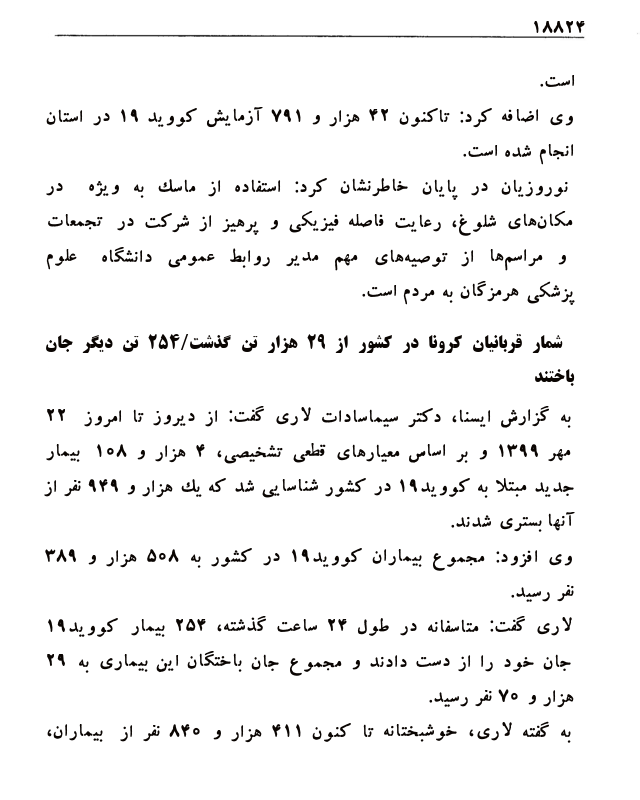 ۱۸۸۲۴
است.
وی اضافه کرد: تاکنون ۴۲ هزار و ۷۹۱ آزمایش کووید ۱۹ در استان
انجام شده است.
نوروزیان در پایان خاطرنشان کرد: استفاده از ماسك به ویژه در
مکان‌های شلوغ، رعایت فاصله فیزیکی و پرهیز از شرکت در تجمعات
و مراسم‌ها از توصیه‌های مهم مدیر روابط عمومی دانشگاه علوم
پزشکی هرمزگان به مردم است.
شمار قربانیان کرونا در کشور از ۲۹ هزار تن گذشت/۲۵۴ تن دیگر جان
باختند
به گزارش ایسنا، دکتر سیماسادات لاری گفت: از دیروز تا امروز ۲۲
مهر ۱۳۹۹ و بر اساس معیارهای قطعی تشخیصی، ۴ هزار و ۱۰۸ بیمار
جدید مبتلا به کووید۱۹ در کشور شناسایی شد که یك هزار و ۹۴۹ نفر از
آنها بستری شدند.
وی افزود: مجموع بیماران کووید۱۹ در کشور به ۵۰۸ هزار و ۳۸۹
نفر رسید.
لاری گفت: متاسفانه در طول ۲۴ ساعت گذشته، ۲۵۴ بیمار کووید۱۹
جان خود را از دست دادند و مجموع جان باختگان این بیماری به ۲۹
هزار و ۷۰ نفر رسید.
به گفته لاری، خوشبختانه تا کنون ۴۱۱ هزار و ۸۴۰ نفر از بیماران،